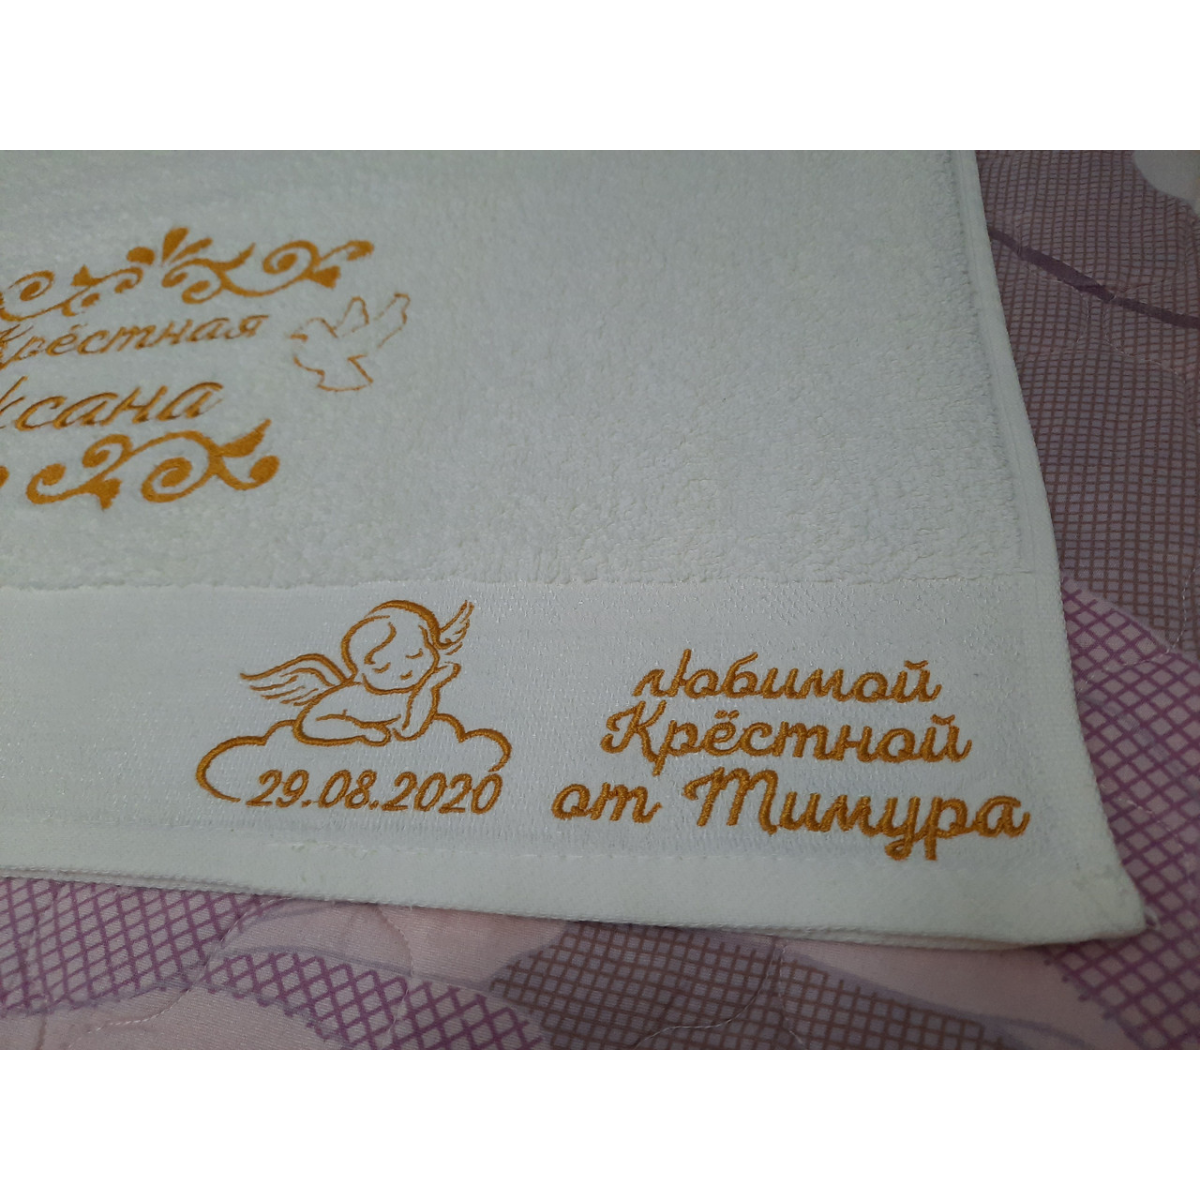 Крёстная
29.08.2020
любимой
Крёстной
от Тимура